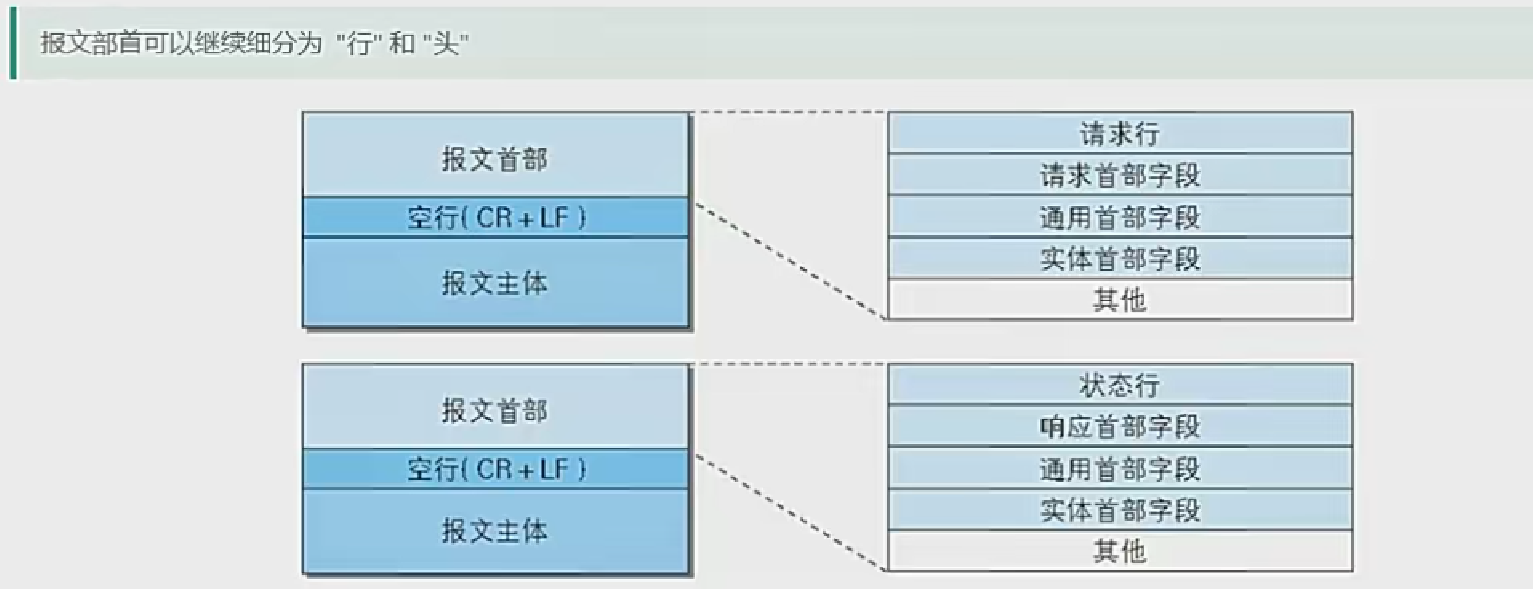 报文部首可以继续细分为 "行" 和 "头"
报文首部
空行( CR + LF )
报文主体
请求行
请求首部字段
通用首部字段
实体首部字段
其他
报文首部
空行( CR + LF )
报文主体
状态行
响应首部字段
通用首部字段
实体首部字段
其他